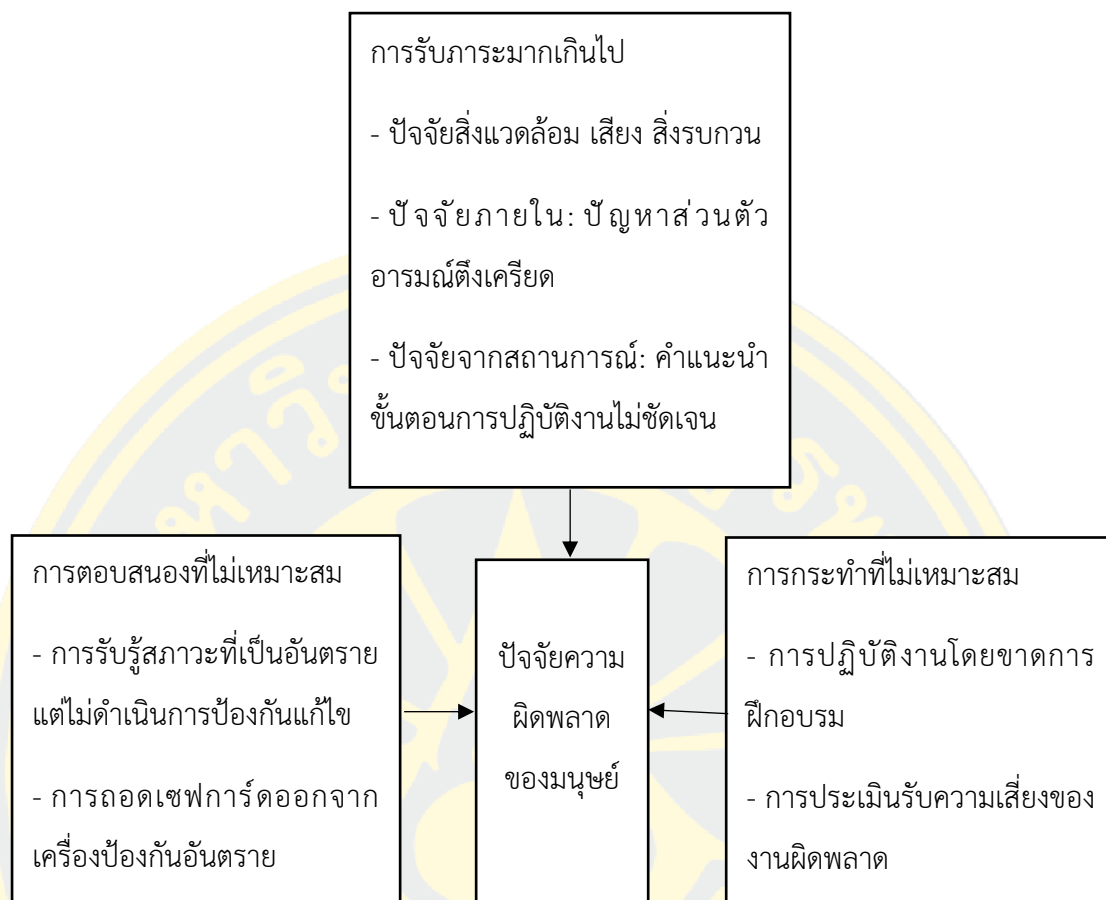 การรับภาระมากเกินไป
- ปัจจัยสิ่งแวดล้อม เสียง สิ่งรบกวน
- ปัจจัยภายใน: ปัญหาส่วนตัว
อารมณ์ตึงเครียด
- ปัจจัยจากสถานการณ์: คำแนะนำ
ขั้นตอนการปฏิบัติงานไม่ชัดเจน
การตอบสนองที่ไม่เหมาะสม
- การรับรู้สภาวะที่เป็นอันตราย
แต่ไม่ดำเนินการป้องกันแก้ไข
- การถอดเซฟการ์ดออกจาก
เครื่องป้องกันอันตราย
ปัจจัยความ
ผิดพลาด
ของมนุษย์
การกระทำที่ไม่เหมาะสม
- การปฏิบัติงานโดยขาดการ
ฝึกอบรม
- การประเมินรับความเสี่ยงของ
งานผิดพลาด